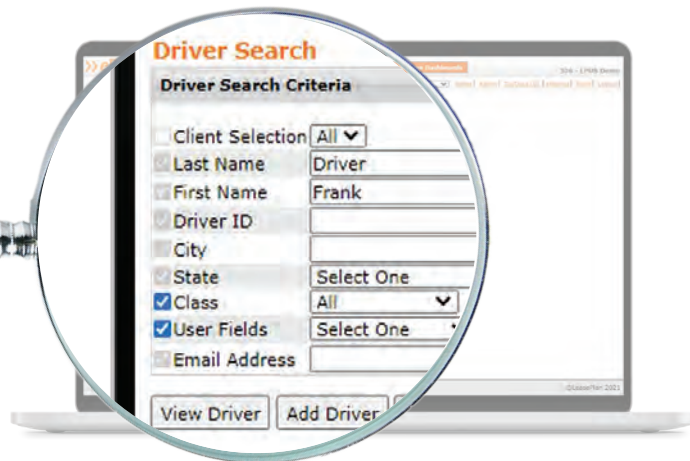 Driver Search
Driver Search Criteria
Client Selection All
Last Name Driver
First Name Frank
Driver ID
City
State Select One
Class All
User Fields Select One
Email Address
View Driver Add Driver